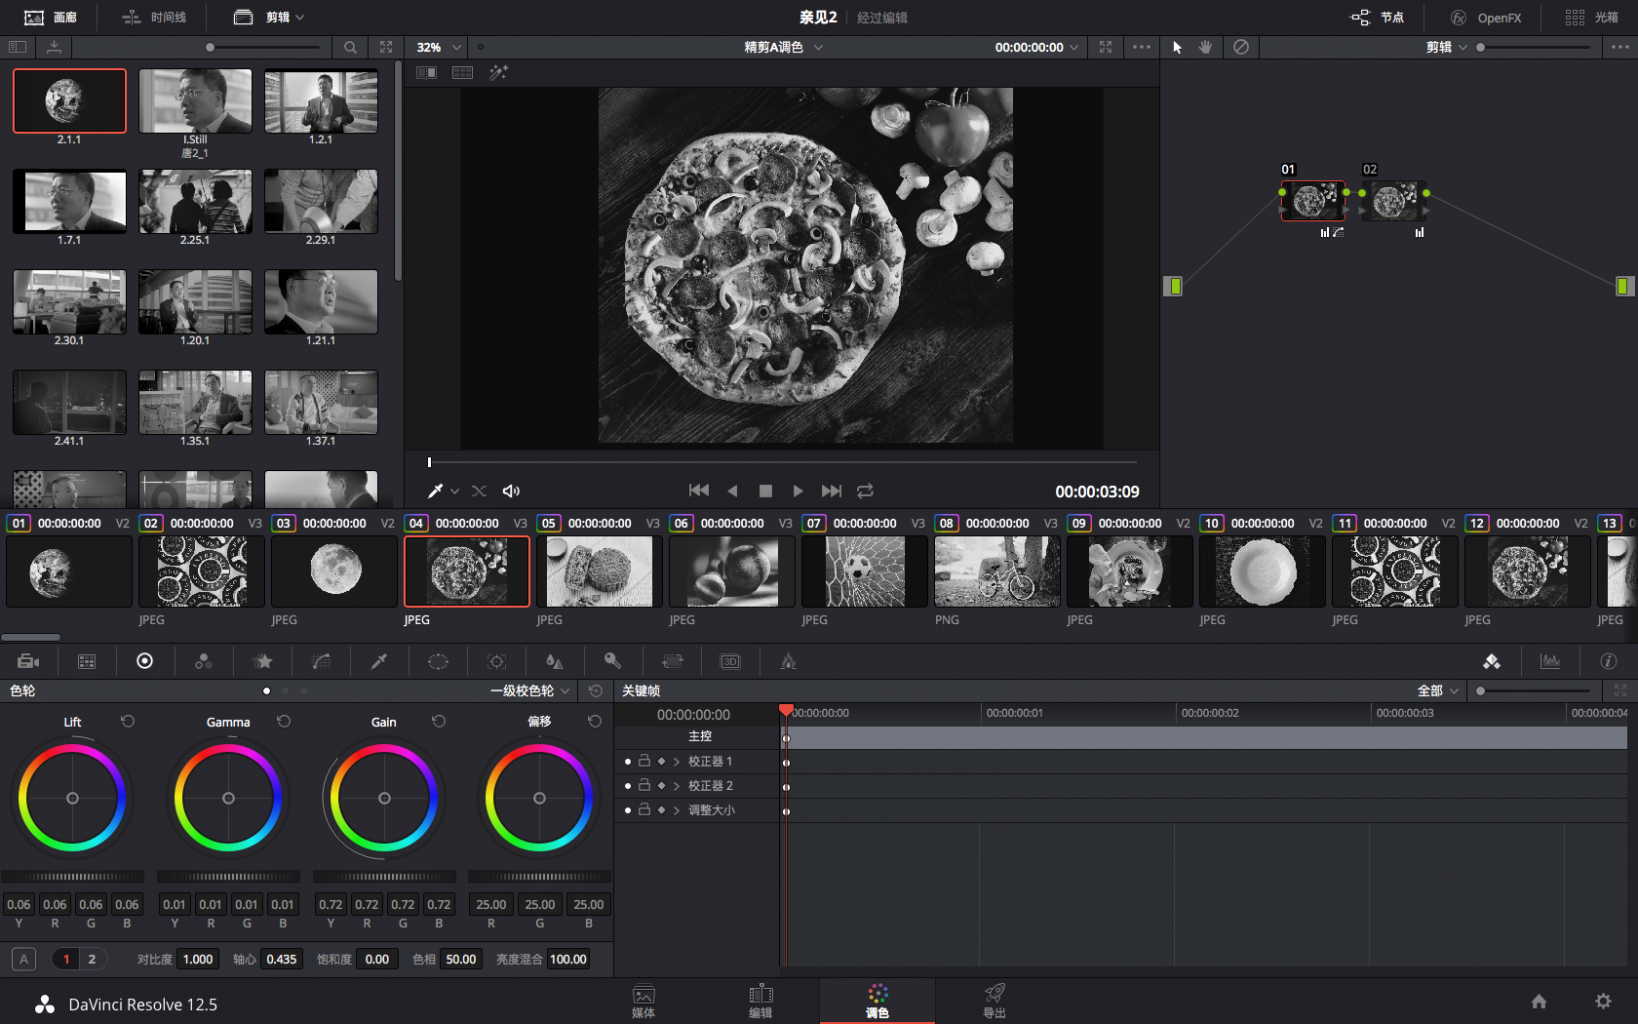 画廊 时间线 剪辑 亲见2 经过编辑 节点 OpenFX 光箱
32% 精剪A调色 00:00:00:00 剪辑
2.1.1 I.Still 1.2.1
唐2_1
1.7.1 2.25.1 2.29.1
2.30.1 1.20.1 1.21.1
2.41.1 1.35.1 1.37.1
01
02
00:00:03:09
01 00:00:00:00 V2 02 00:00:00:00 V3 03 00:00:00:00 V2 04 00:00:00:00 V3 05 00:00:00:00 V3 06 00:00:00:00 V3 07 00:00:00:00 V3 08 00:00:00:00 V3 09 00:00:00:00 V2 10 00:00:00:00 V2 11 00:00:00:00 V2 12 00:00:00:00 V2 13
JPEG JPEG JPEG JPEG JPEG JPEG PNG JPEG JPEG JPEG JPEG JPEG
3D
色轮 一级校色轮 关键帧 全部
Lift Gamma Gain 偏移
00:00:00:00 00:00:00:00 00:00:00:01 00:00:00:02 00:00:00:03 00:00:00:04
主控
校正器 1
校正器 2
调整大小
0.06 0.06 0.06 0.06 0.01 0.01 0.01 0.01 0.72 0.72 0.72 0.72 25.00 25.00 25.00
Y R G B Y R G B Y R G B R G B
A 1 2 对比度 1.000 轴心 0.435 饱和度 0.00 色相 50.00 亮度混合 100.00
DaVinci Resolve 12.5 媒体 编辑 调色 导出